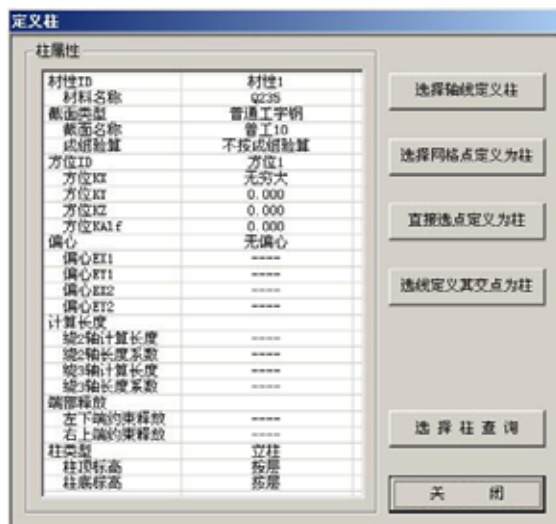 定义柱
柱属性
材性ID 材性1
材料名称 Q235
截面类型 普通工字钢
截面名称 普工10
成组验算 不按成组验算
方位ID 方位1
方位KX 无穷大
方位KY 0.000
方位KZ 0.000
方位KAlf 0.000
偏心 无偏心
偏心EX1 ----
偏心EY1 ----
偏心EX2 ----
偏心EY2 ----
计算长度
绕2轴计算长度 ----
绕2轴长度系数 ----
绕3轴计算长度 ----
绕3轴长度系数 ----
端部释放
左下端约束释放 ----
右上端约束释放 ----
柱类型 立柱
柱顶标高 按层
柱底标高 按层
选择轴线定义柱
选择网格点定义为柱
直接选点定义为柱
选线定义其交点为柱
选择柱查询
关 闭